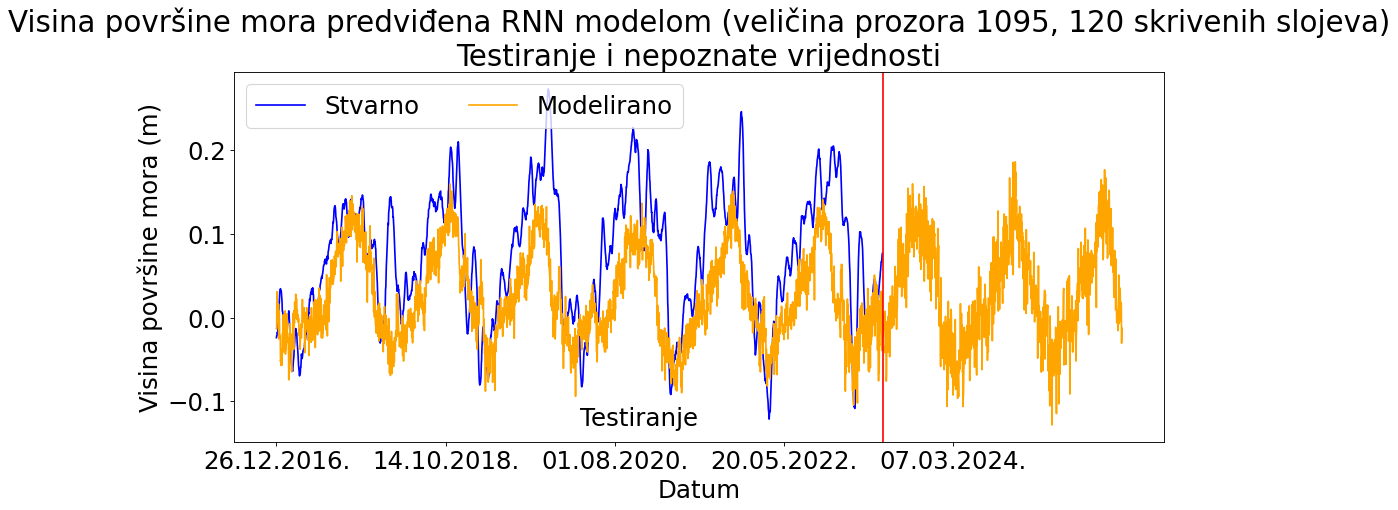 Visina površine mora predviđena RNN modelom (veličina prozora 1095, 120 skrivenih slojeva)
Testiranje i nepoznate vrijednosti
Stvarno Modelirano
Visina površine mora (m)
0.2
0.1
0.0
−0.1
Testiranje
26.12.2016. 14.10.2018. 01.08.2020. 20.05.2022. 07.03.2024.
Datum